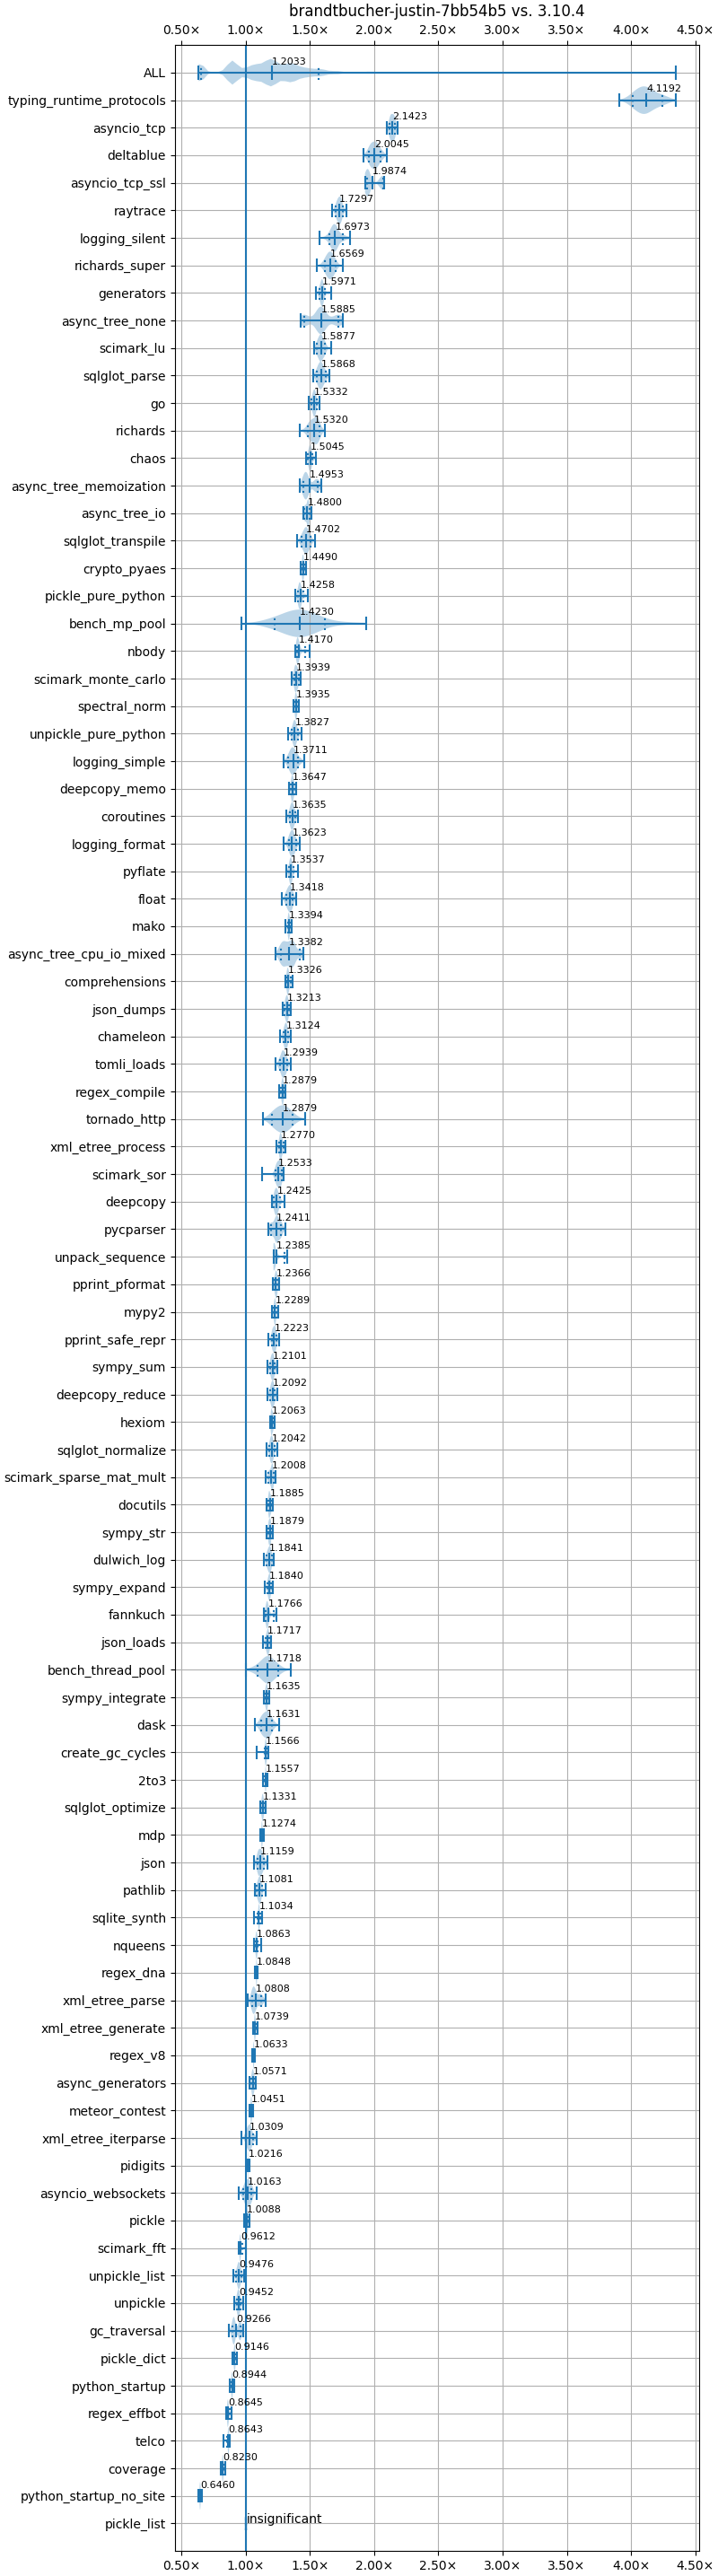 brandtbucher-justin-7bb54b5 vs. 3.10.4
0.50× 1.00× 1.50× 2.00× 2.50× 3.00× 3.50× 4.00× 4.50×
ALL 1.2033
typing_runtime_protocols 4.1192
asyncio_tcp 2.1423
deltablue 2.0045
asyncio_tcp_ssl 1.9874
raytrace 1.7297
logging_silent 1.6973
richards_super 1.6569
generators 1.5971
async_tree_none 1.5885
scimark_lu 1.5877
sqlglot_parse 1.5868
go 1.5332
richards 1.5320
chaos 1.5045
async_tree_memoization 1.4953
async_tree_io 1.4800
sqlglot_transpile 1.4702
crypto_pyaes 1.4490
pickle_pure_python 1.4258
bench_mp_pool 1.4230
nbody 1.4170
scimark_monte_carlo 1.3939
spectral_norm 1.3935
unpickle_pure_python 1.3827
logging_simple 1.3711
deepcopy_memo 1.3647
coroutines 1.3635
logging_format 1.3623
pyflate 1.3537
float 1.3418
mako 1.3394
async_tree_cpu_io_mixed 1.3382
comprehensions 1.3326
json_dumps 1.3213
chameleon 1.3124
tomli_loads 1.2939
regex_compile 1.2879
tornado_http 1.2879
xml_etree_process 1.2770
scimark_sor 1.2533
deepcopy 1.2425
pycparser 1.2411
unpack_sequence 1.2385
pprint_pformat 1.2366
mypy2 1.2289
pprint_safe_repr 1.2223
sympy_sum 1.2101
deepcopy_reduce 1.2092
hexiom 1.2063
sqlglot_normalize 1.2042
scimark_sparse_mat_mult 1.2008
docutils 1.1885
sympy_str 1.1879
dulwich_log 1.1841
sympy_expand 1.1840
fannkuch 1.1766
json_loads 1.1717
bench_thread_pool 1.1718
sympy_integrate 1.1635
dask 1.1631
create_gc_cycles 1.1566
2to3 1.1557
sqlglot_optimize 1.1331
mdp 1.1274
json 1.1159
pathlib 1.1081
sqlite_synth 1.1034
nqueens 1.0863
regex_dna 1.0848
xml_etree_parse 1.0808
xml_etree_generate 1.0739
regex_v8 1.0633
async_generators 1.0571
meteor_contest 1.0451
xml_etree_iterparse 1.0309
pidigits 1.0216
asyncio_websockets 1.0163
pickle 1.0088
scimark_fft 0.9612
unpickle_list 0.9476
unpickle 0.9452
gc_traversal 0.9266
pickle_dict 0.9146
python_startup 0.8944
regex_effbot 0.8645
telco 0.8643
coverage 0.8230
python_startup_no_site 0.6460
pickle_list insignificant
0.50× 1.00× 1.50× 2.00× 2.50× 3.00× 3.50× 4.00× 4.50×